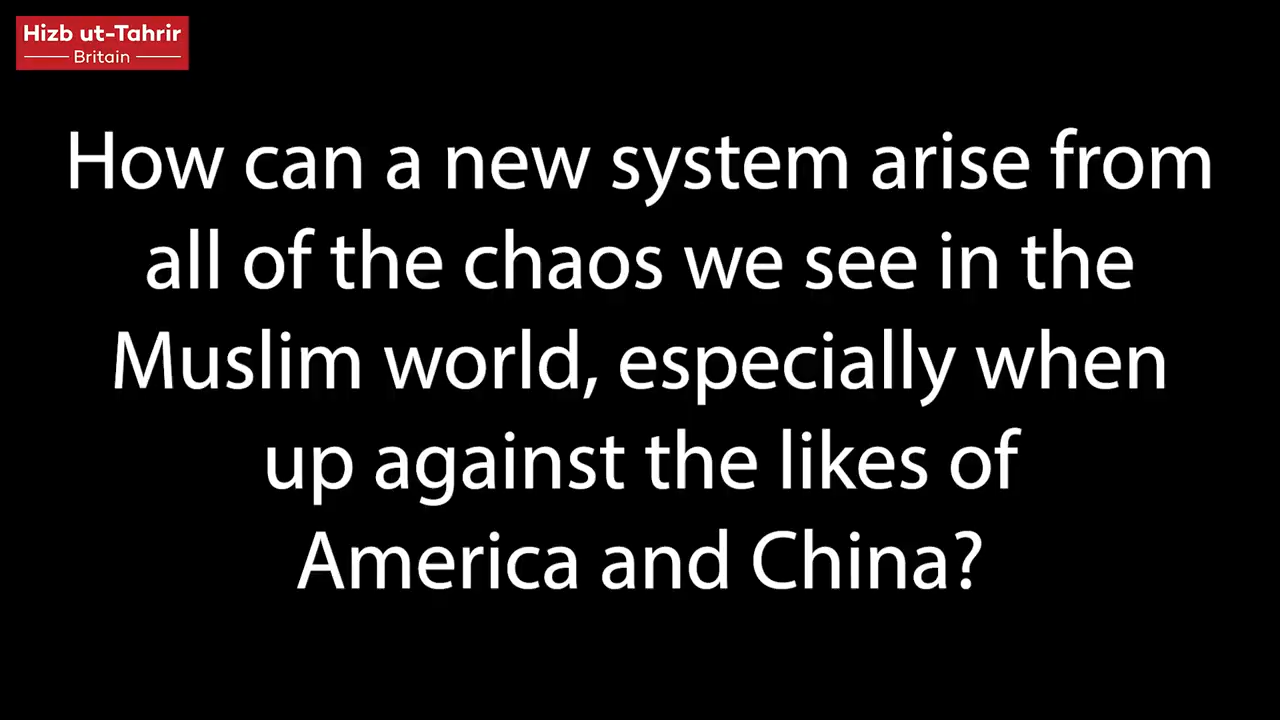 Hizb ut-Tahrir
Britain
How can a new system arise from
all of the chaos we see in the
Muslim world, especially when
up against the likes of
America and China?